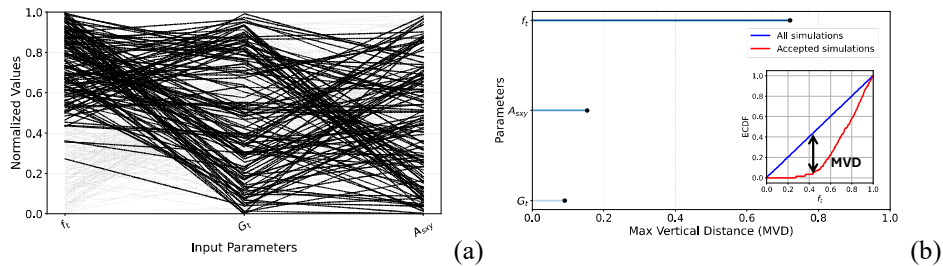 Normalized Values
1.0
0.8
0.6
0.4
0.2
0.0
f_t
G_t
A_sxy
Input Parameters
(a)
Parameters
f_t
A_sxy
G_t
0.0
0.2
0.4
0.6
0.8
1.0
Max Vertical Distance (MVD)
All simulations
Accepted simulations
ECDF
1.0
0.8
0.6
0.4
0.2
0.0
MVD
0.0
0.2
0.4
0.6
0.8
1.0
f_t
(b)